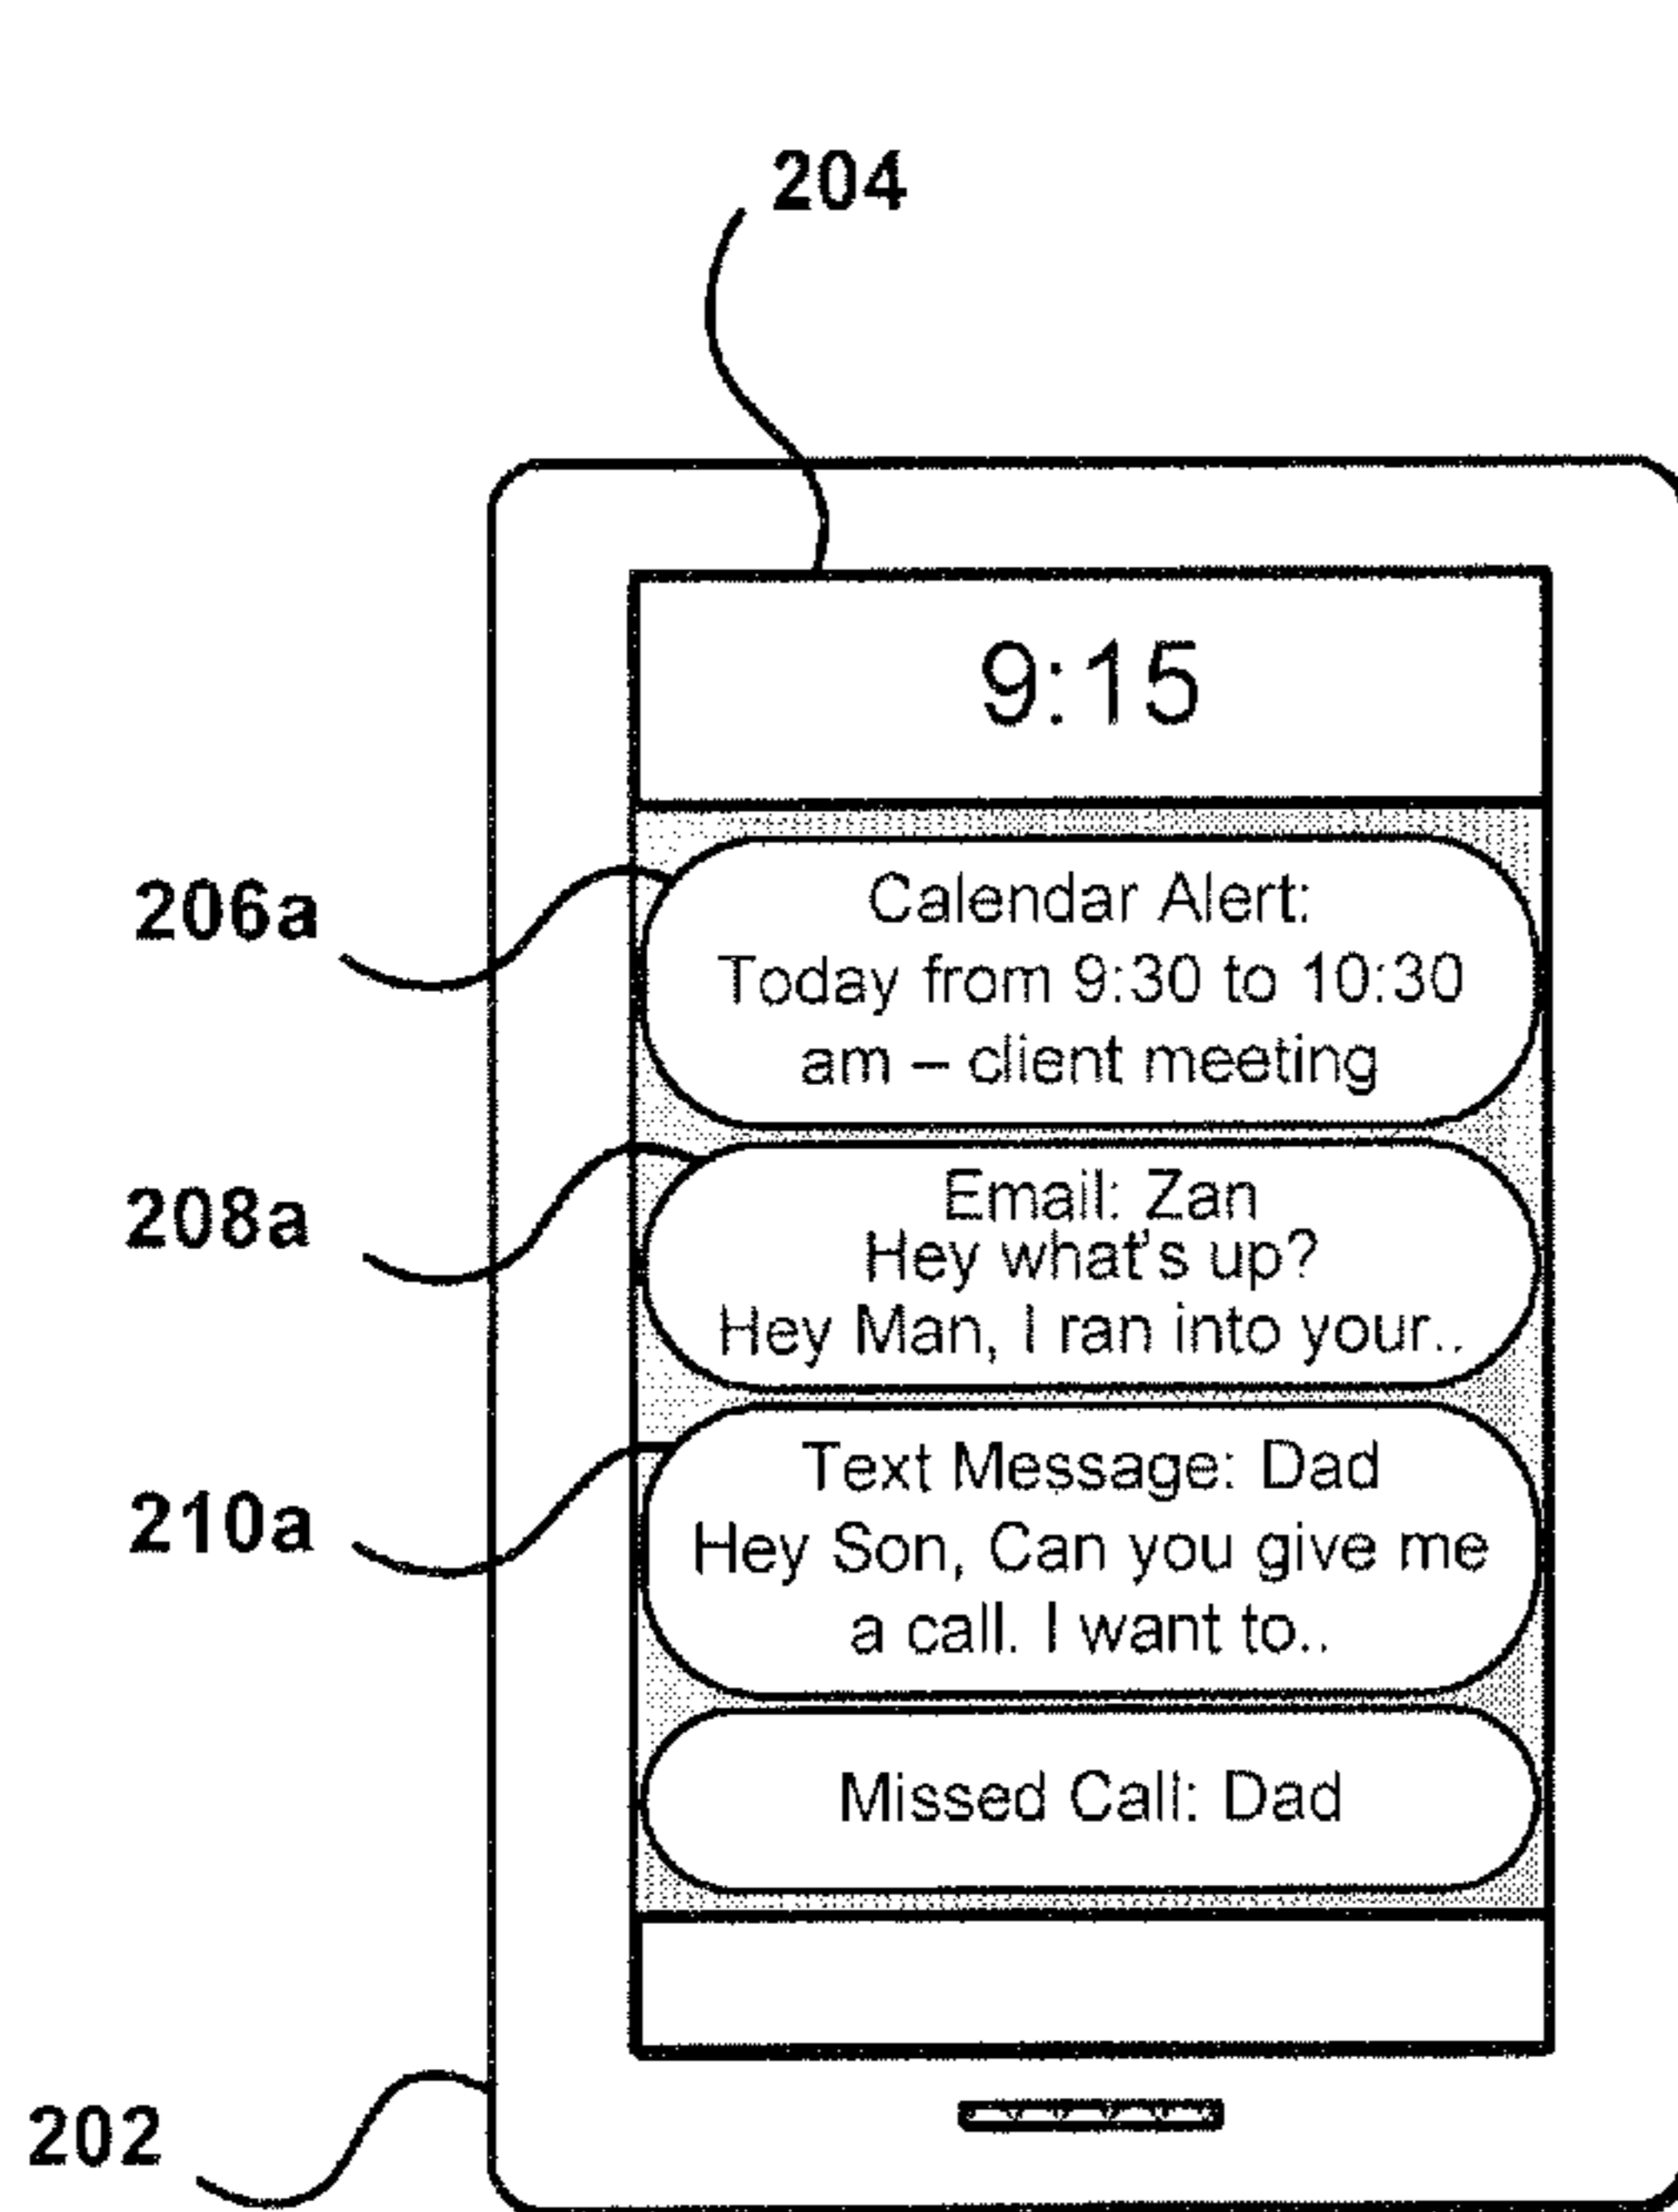 204
9:15
206a
Calendar Alert:
Today from 9:30 to 10:30
am – client meeting
208a
Email: Zan
Hey what's up?
Hey Man, I ran into your..
210a
Text Message: Dad
Hey Son, Can you give me
a call. I want to..
Missed Call: Dad
202